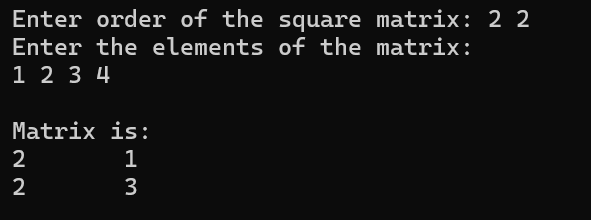 Enter order of the square matrix: 2 2
Enter the elements of the matrix:
1 2 3 4
Matrix is:
2 1
2 3